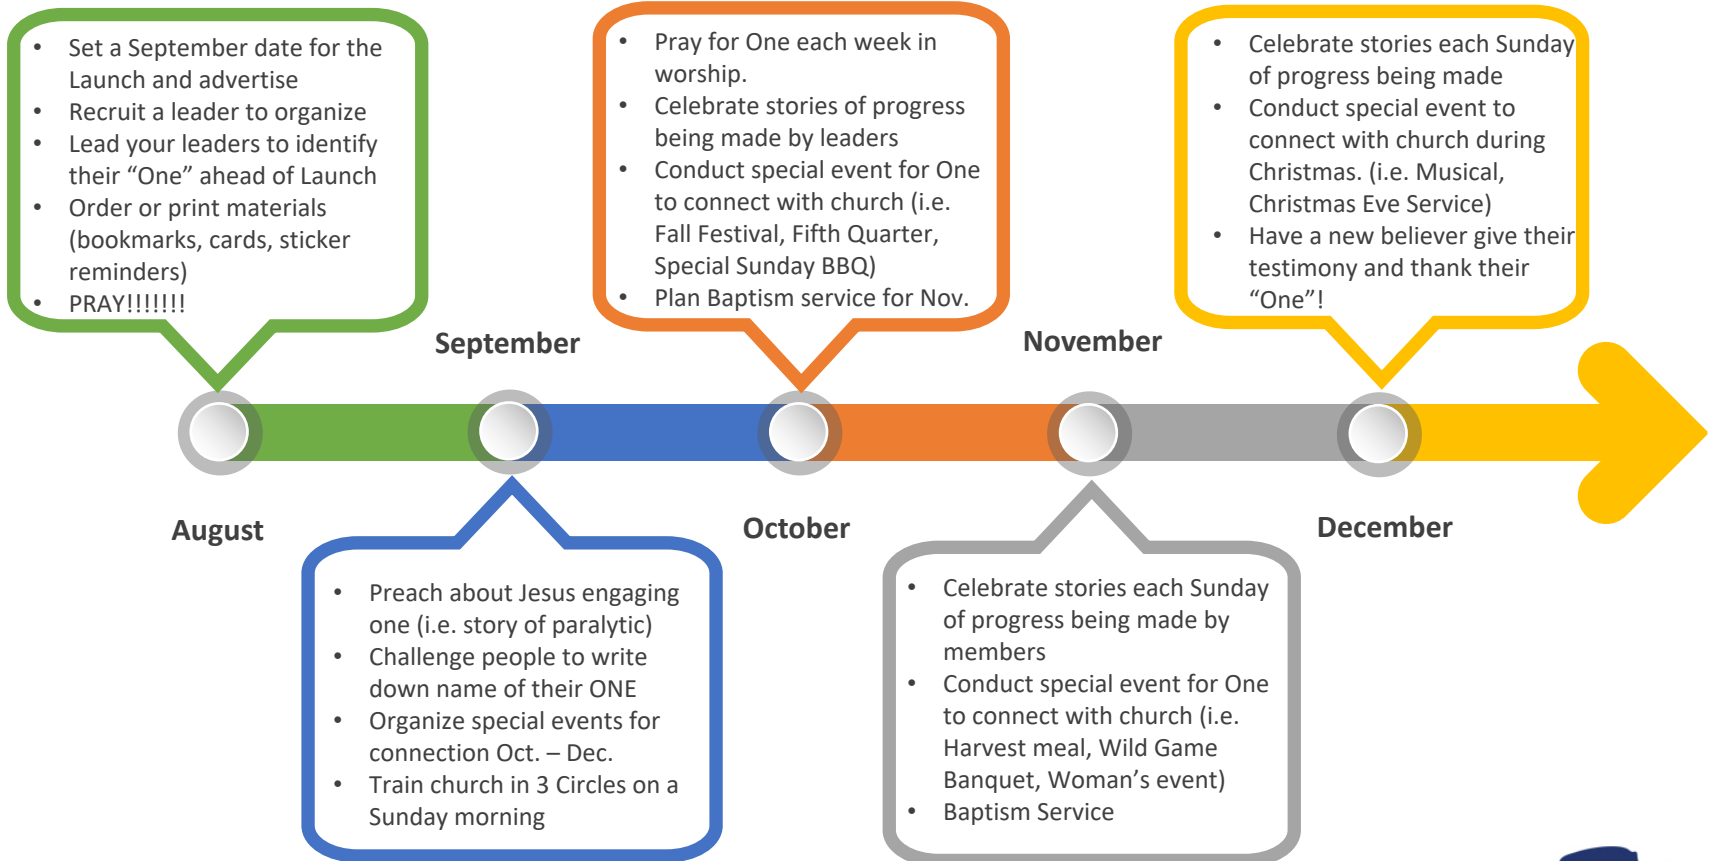 • Set a September date for the
Launch and advertise
• Recruit a leader to organize
• Lead your leaders to identify
their “One” ahead of Launch
• Order or print materials
(bookmarks, cards, sticker
reminders)
• PRAY!!!!!!!
• Pray for One each week in
worship.
• Celebrate stories of progress
being made by leaders
• Conduct special event for One
to connect with church (i.e.
Fall Festival, Fifth Quarter,
Special Sunday BBQ)
• Plan Baptism service for Nov.
• Celebrate stories each Sunday
of progress being made
• Conduct special event to
connect with church during
Christmas. (i.e. Musical,
Christmas Eve Service)
• Have a new believer give their
testimony and thank their
“One”!
September
November
August
October
December
• Preach about Jesus engaging
one (i.e. story of paralytic)
• Challenge people to write
down name of their ONE
• Organize special events for
connection Oct. – Dec.
• Train church in 3 Circles on a
Sunday morning
• Celebrate stories each Sunday
of progress being made by
members
• Conduct special event for One
to connect with church (i.e.
Harvest meal, Wild Game
Banquet, Woman’s event)
• Baptism Service